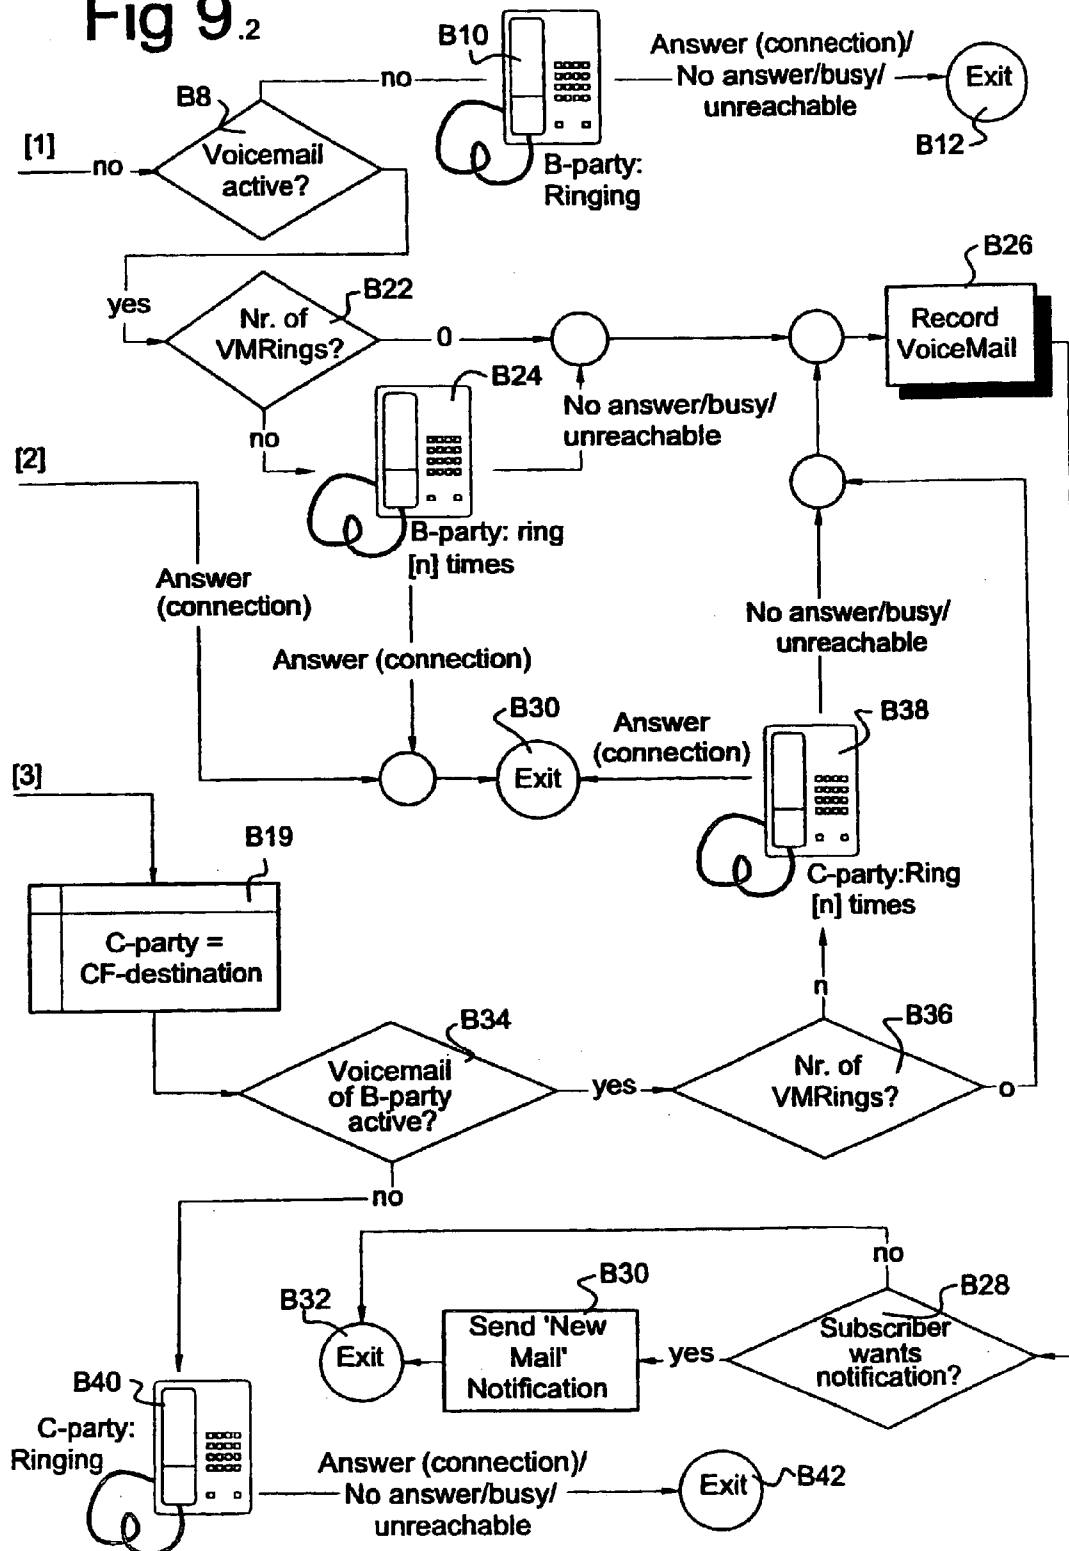 Fig 9.2
B10
Answer (connection)/
No answer/busy/
unreachable
Exit
B12
no
B8
[1]
no
Voicemail
active?
B-party:
Ringing
yes
B22
Nr. of
VMRings?
0
B26
Record
VoiceMail
B24
No answer/busy/
unreachable
no
[2]
B-party: ring
[n] times
Answer
(connection)
Answer (connection)
No answer/busy/
unreachable
B30
Exit
Answer
(connection)
B38
[3]
B19
C-party =
CF-destination
C-party:Ring
[n] times
n
B34
Voicemail
of B-party
active?
yes
B36
Nr. of
VMRings?
o
no
no
B32
Exit
B30
Send 'New
Mail'
Notification
yes
B28
Subscriber
wants
notification?
B40
C-party:
Ringing
Answer (connection)/
No answer/busy/
unreachable
Exit
B42